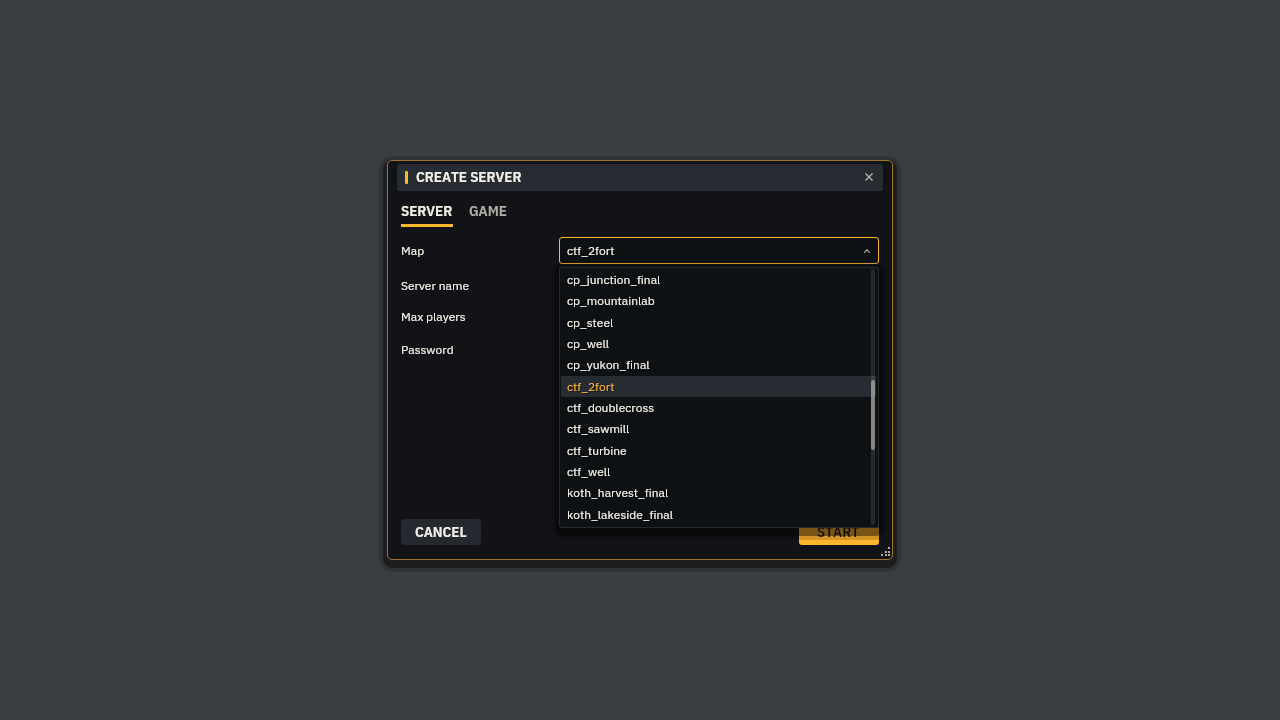 CREATE SERVER
SERVER GAME
Map ctf_2fort
Server name
Max players
Password
cp_junction_final
cp_mountainlab
cp_steel
cp_well
cp_yukon_final
ctf_2fort
ctf_doublecross
ctf_sawmill
ctf_turbine
ctf_well
koth_harvest_final
koth_lakeside_final
CANCEL START